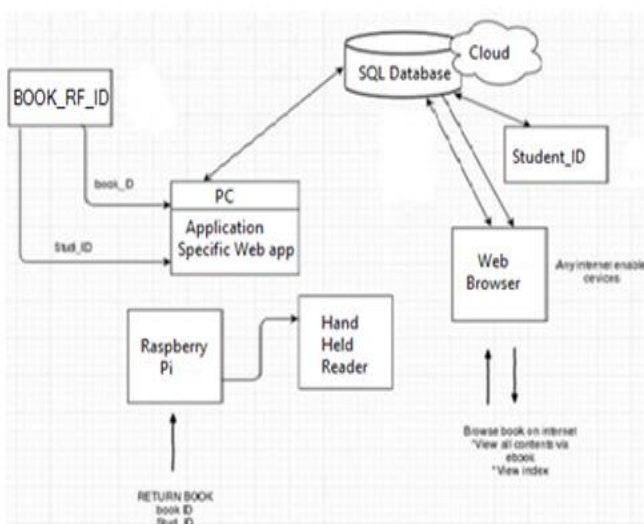 Cloud
SQL Database
BOOK_RF_ID
Student_ID
book_ID
PC
Application
Specific Web app
Stud_ID
Web
Browser
Any internet enable
devices
Hand
Held
Reader
Raspberry
Pi
Browse book on internet
*View all contents via
ebook
*View index
RETURN BOOK
book ID
Stud_ID